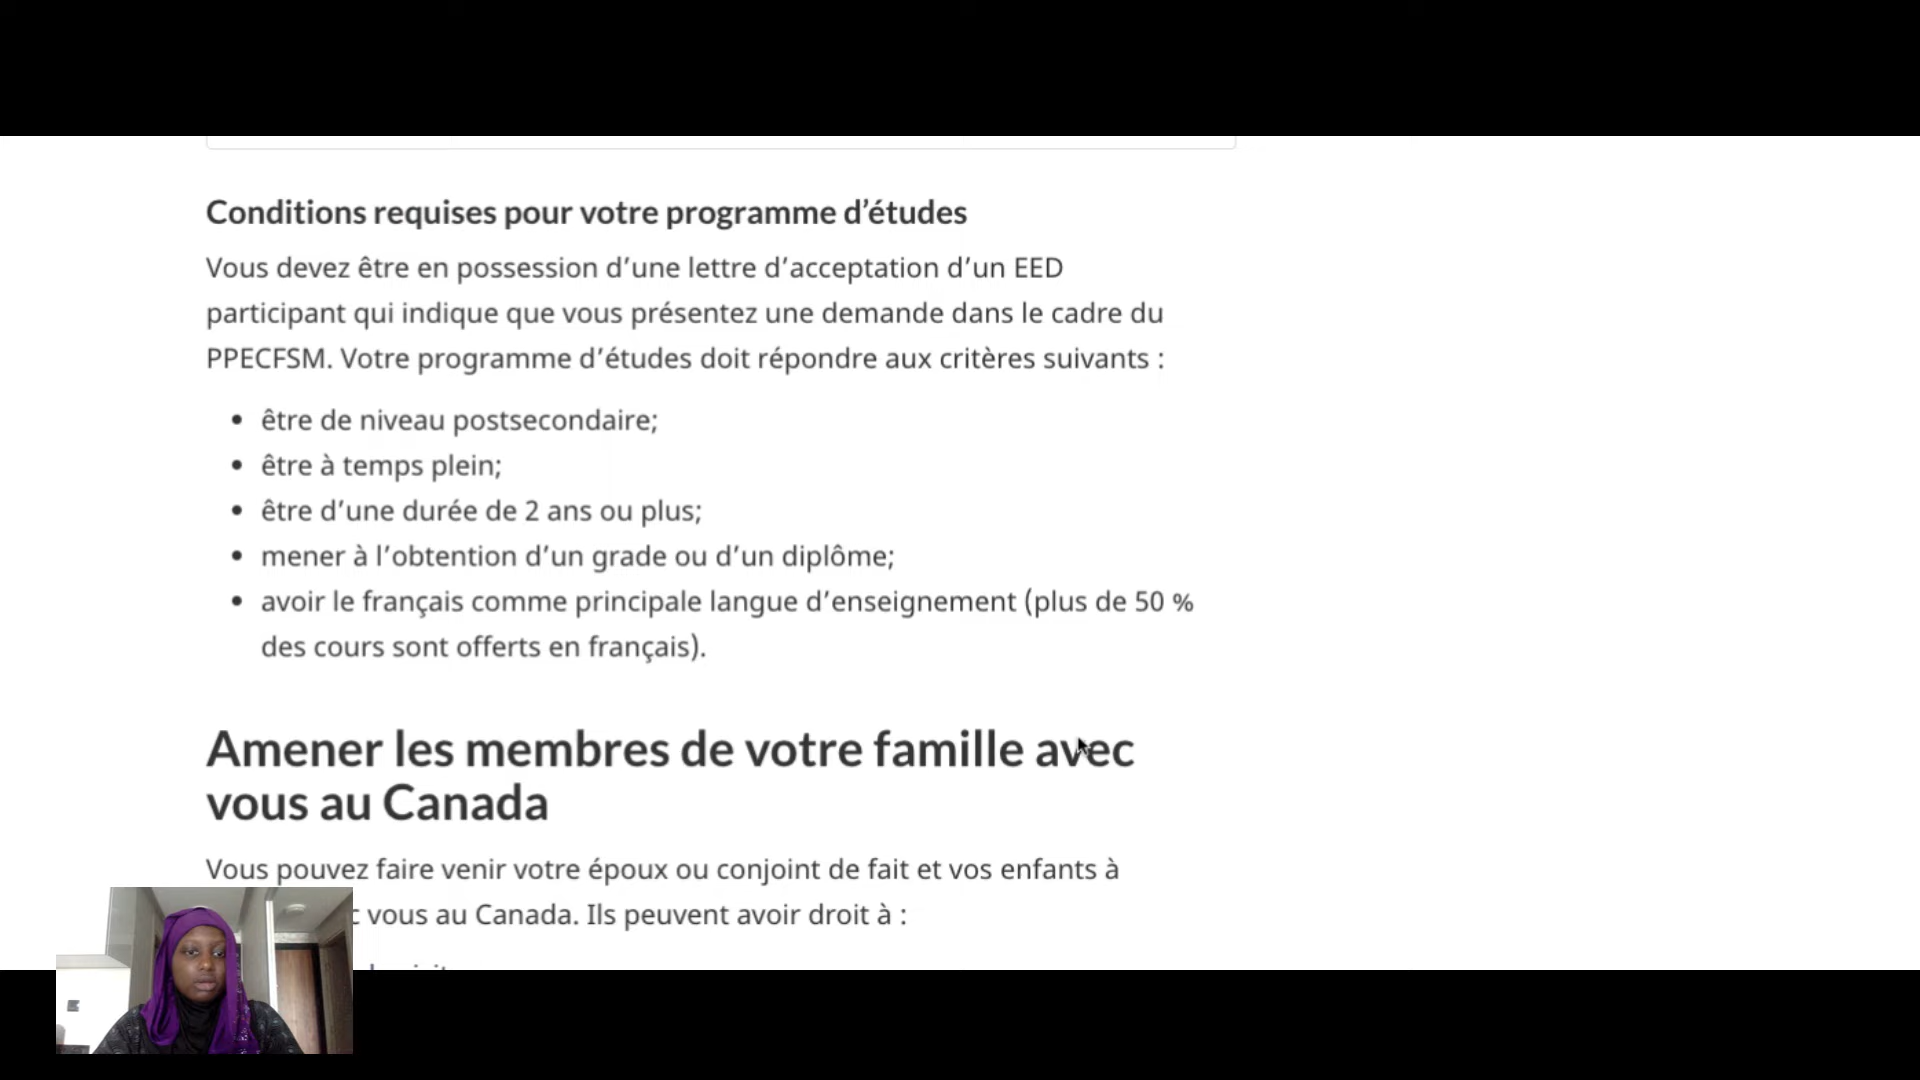 Conditions requises pour votre programme d’études
Vous devez être en possession d’une lettre d’acceptation d’un EED
participant qui indique que vous présentez une demande dans le cadre du
PPECFSM. Votre programme d’études doit répondre aux critères suivants :
• être de niveau postsecondaire;
• être à temps plein;
• être d’une durée de 2 ans ou plus;
• mener à l’obtention d’un grade ou d’un diplôme;
• avoir le français comme principale langue d’enseignement (plus de 50 %
des cours sont offerts en français).
Amener les membres de votre famille avec
vous au Canada
Vous pouvez faire venir votre époux ou conjoint de fait et vos enfants à
vous au Canada. Ils peuvent avoir droit à :